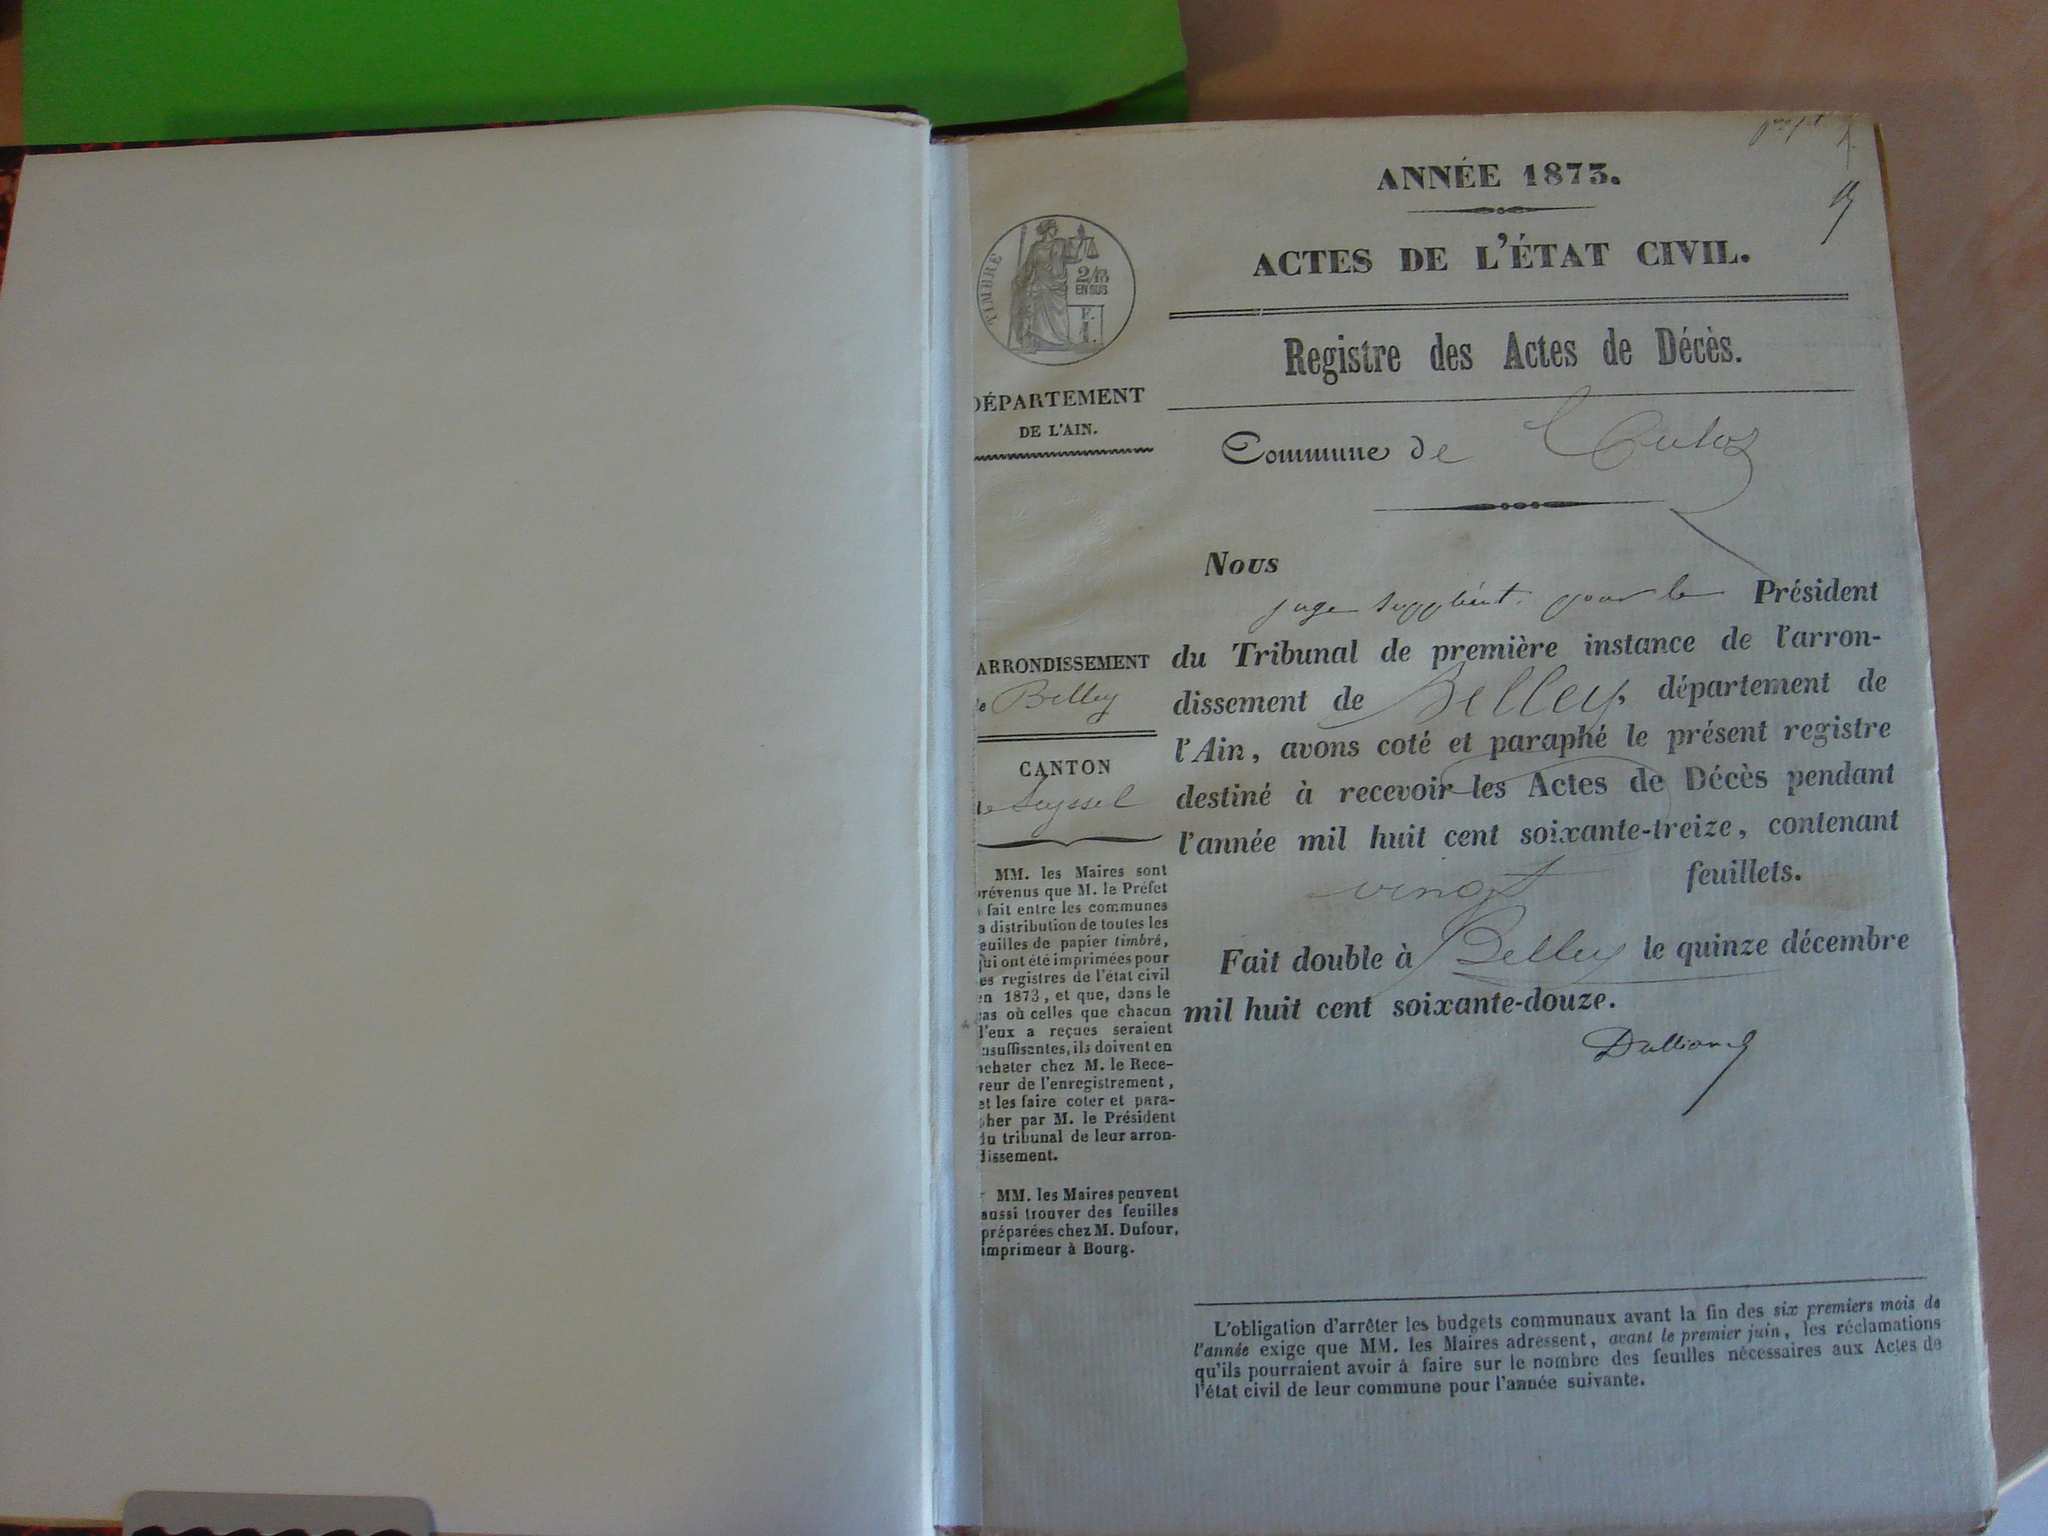 ANNÉE 1873.
ACTES DE L'ÉTAT CIVIL.
Registre des Actes de Décès.
Commune de Culoz
Nous
juge suppléant pour le Président
du Tribunal de première instance de l'arron-
dissement de Belley, département de
l'Ain, avons coté et paraphé le présent registre
destiné à recevoir les Actes de Décès pendant
l'année mil huit cent soixante-treize, contenant
vingt feuillets.
Fait double à Belley le quinze décembre
mil huit cent soixante-douze.
TIMBRE
2/10
EN SUS
F.
1.
DÉPARTEMENT
DE L'AIN.
ARRONDISSEMENT
de Belley
CANTON
de Seyssel
MM. les Maires sont
révenus que M. le Préfet
fait entre les communes
a distribution de toutes les
euilles de papier timbré,
qui ont été imprimées pour
es registres de l'état civil
en 1873, et que, dans le
cas où celles que chacun
d'eux a reçues seraient
nsuffisantes, ils doivent en
acheter chez M. le Rece-
veur de l'enregistrement,
et les faire coter et para-
pher par M. le Président
du tribunal de leur arron-
dissement.
MM. les Maires peuvent
aussi trouver des feuilles
préparées chez M. Dufour,
imprimeur à Bourg.
L'obligation d'arrêter les budgets communaux avant la fin des six premiers mois de
l'année exige que MM. les Maires adressent, avant le premier juin, les réclamations
qu'ils pourraient avoir à faire sur le nombre des feuilles nécessaires aux Actes de
l'état civil de leur commune pour l'année suivante.